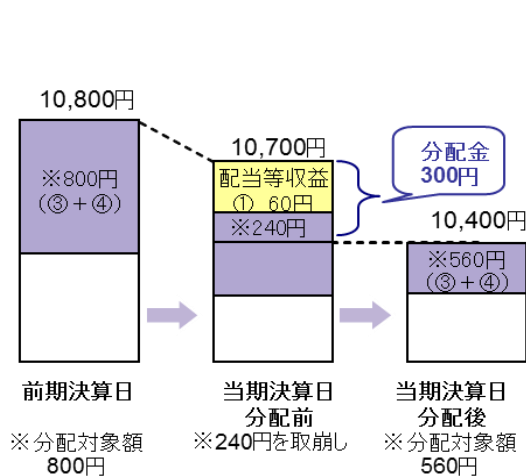 10,800円
※800円
（③＋④）
10,700円
配当等収益
① 60円
※240円
分配金
300円
10,400円
※560円
（③＋④）
前期決算日
※分配対象額
800円
当期決算日
分配前
※240円を取崩し
当期決算日
分配後
※分配対象額
560円